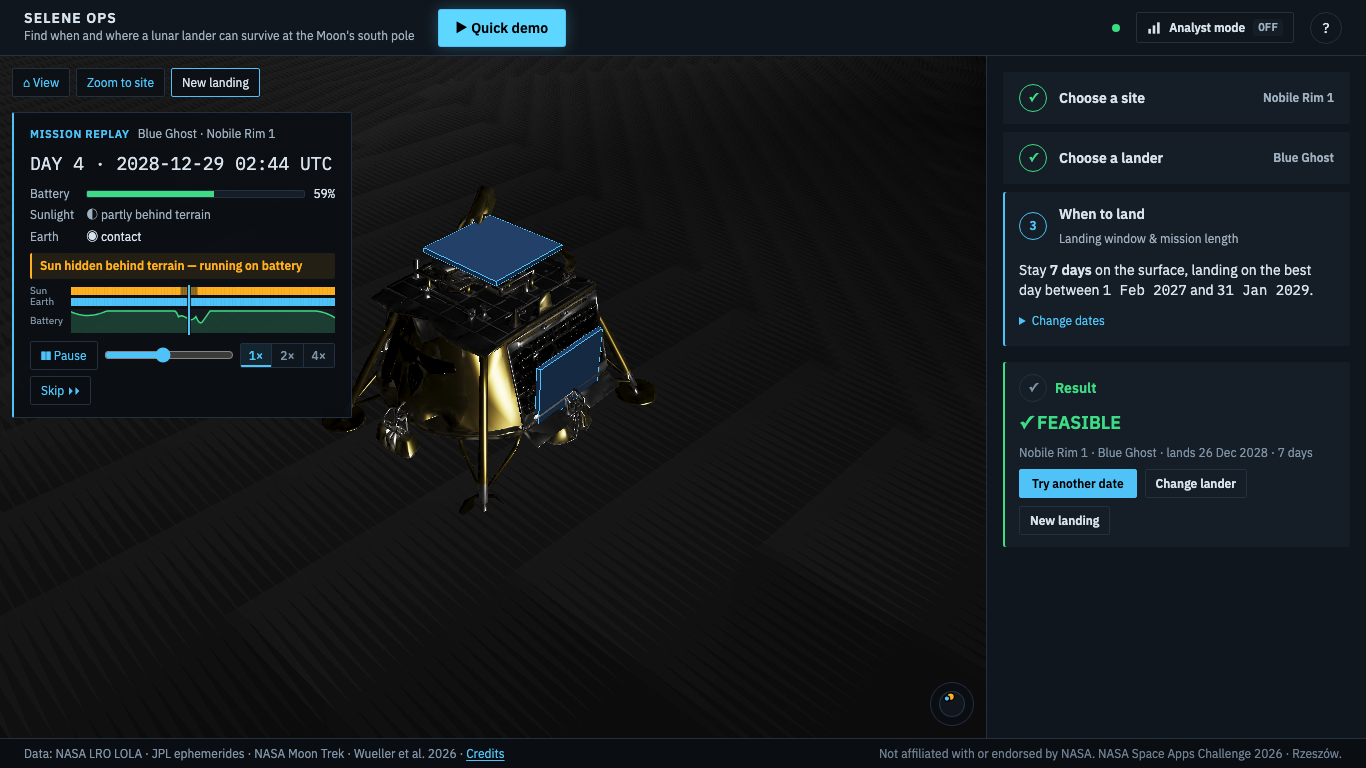 SELENE OPS
Find when and where a lunar lander can survive at the Moon's south pole
▶ Quick demo
Analyst mode OFF
?
⌂ View
Zoom to site
New landing
MISSION REPLAY Blue Ghost · Nobile Rim 1
DAY 4 · 2028-12-29 02:44 UTC
Battery 59%
Sunlight ◐ partly behind terrain
Earth ◉ contact
Sun hidden behind terrain — running on battery
Sun
Earth
Battery
Pause
1×
2×
4×
Skip
✓ Choose a site Nobile Rim 1
✓ Choose a lander Blue Ghost
3 When to land
Landing window & mission length
Stay 7 days on the surface, landing on the best
day between 1 Feb 2027 and 31 Jan 2029.
▶ Change dates
✓ Result
✓ FEASIBLE
Nobile Rim 1 · Blue Ghost · lands 26 Dec 2028 · 7 days
Try another date
Change lander
New landing
Data: NASA LRO LOLA · JPL ephemerides · NASA Moon Trek · Wueller et al. 2026 · Credits
Not affiliated with or endorsed by NASA. NASA Space Apps Challenge 2026 · Rzeszów.